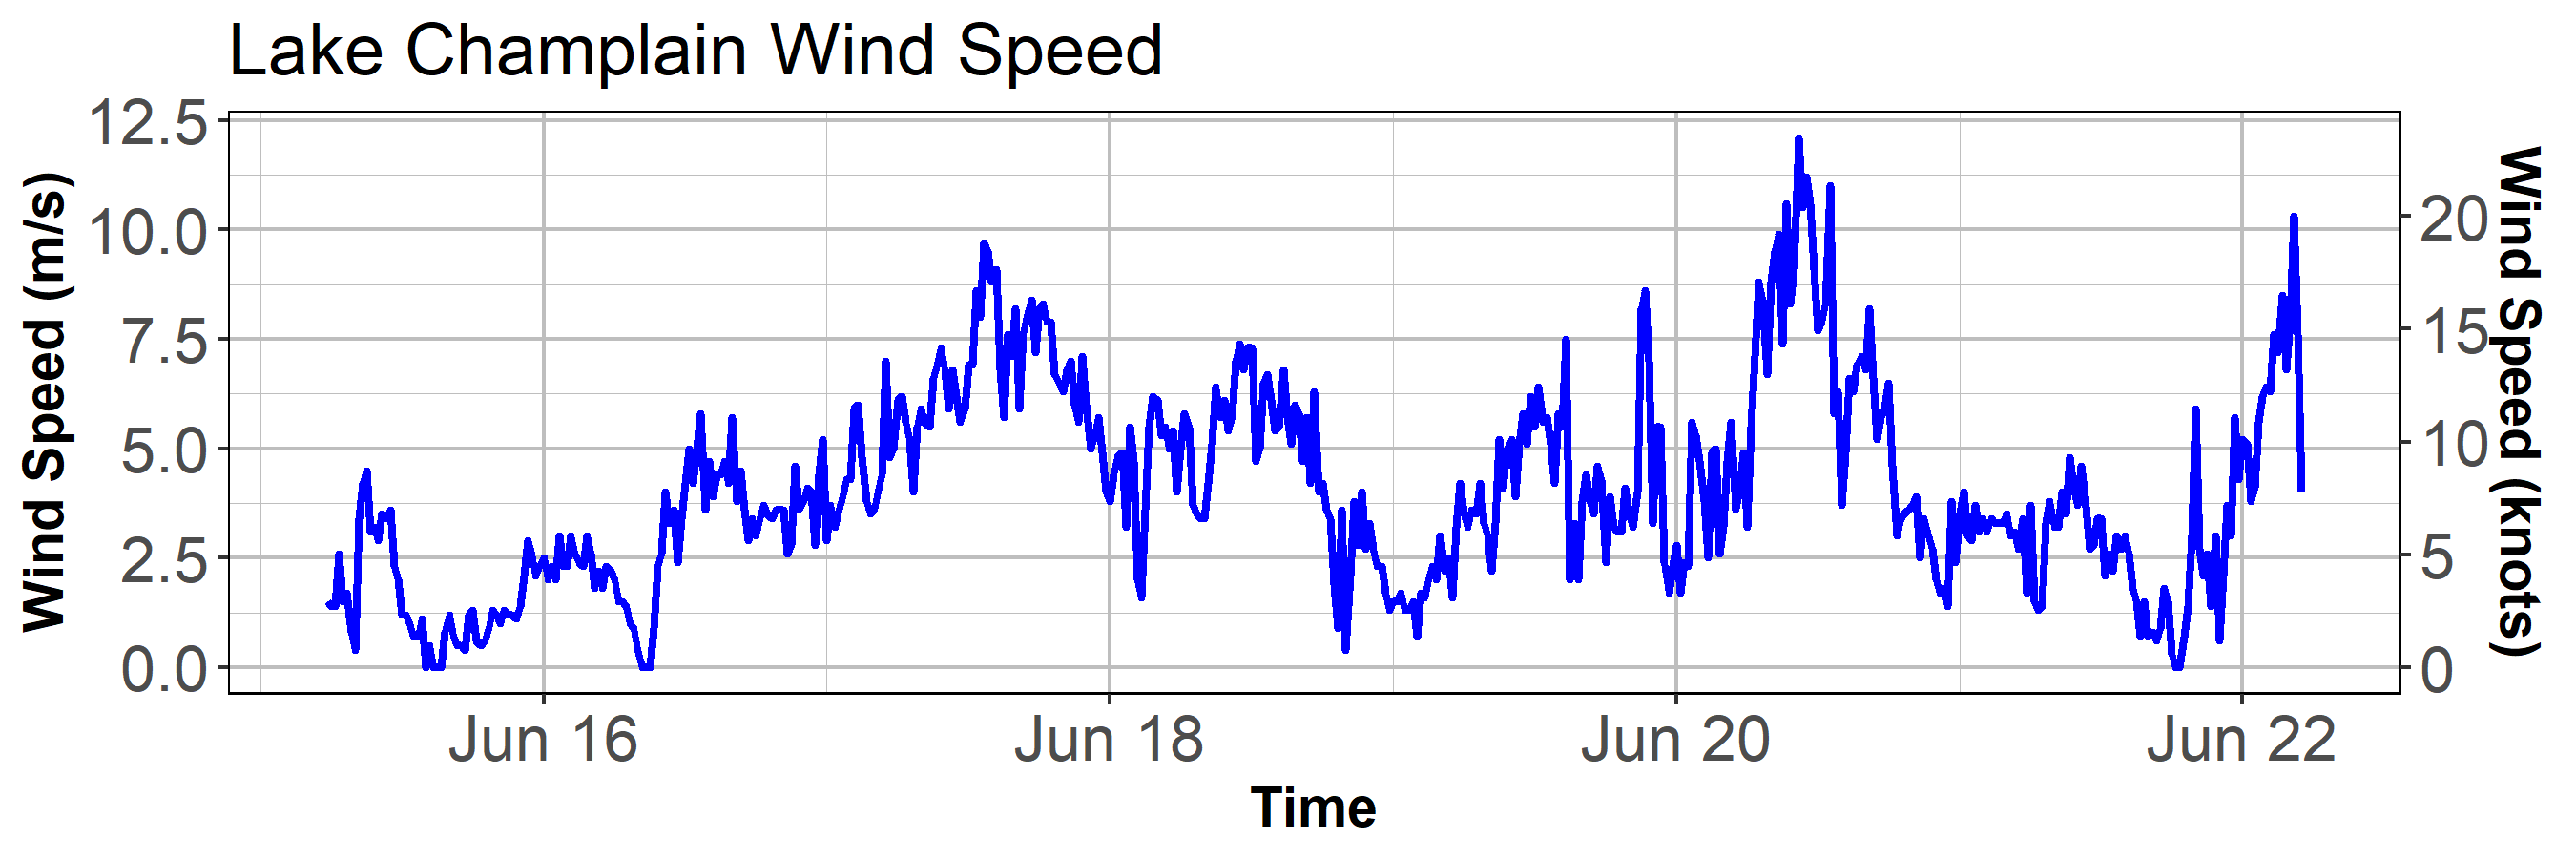 Lake Champlain Wind Speed
Wind Speed (m/s)
12.5
10.0
7.5
5.0
2.5
0.0
20
15
10
5
0
Wind Speed (knots)
Jun 16
Jun 18
Jun 20
Jun 22
Time